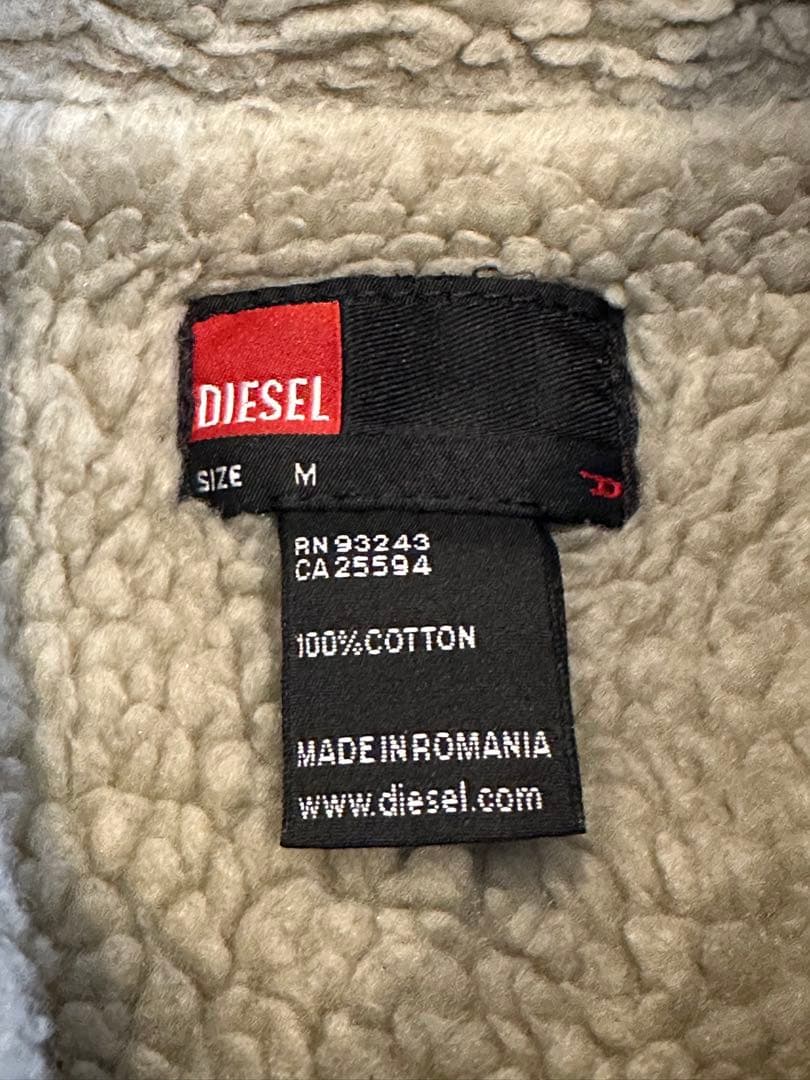 DIESEL
SIZE M
RN 93243
CA 25594
100% COTTON
MADE IN ROMANIA
www.diesel.com